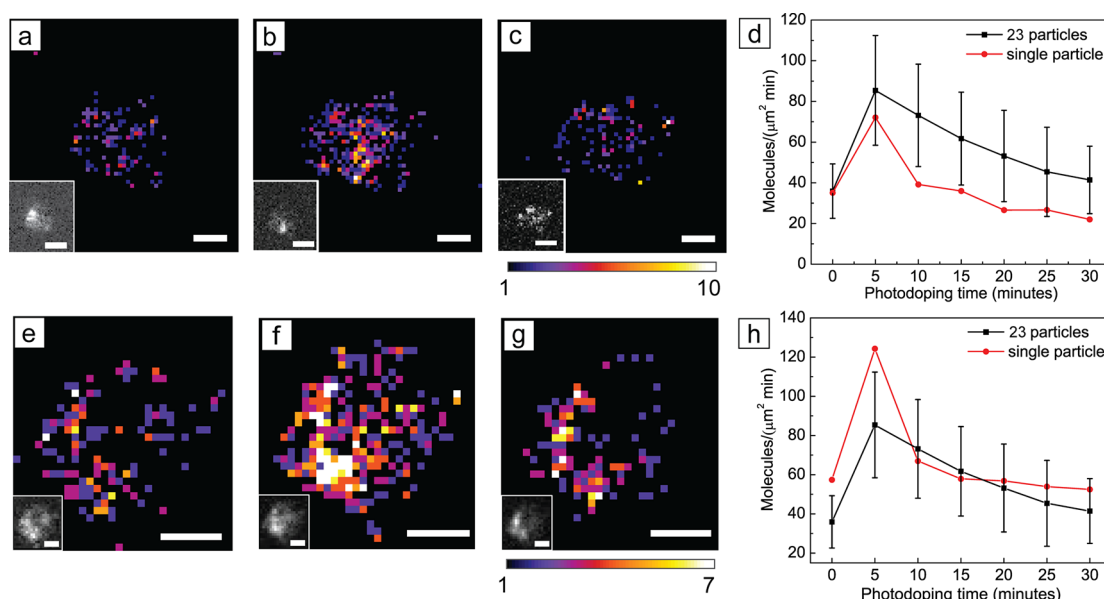 a
b
c
1 10
d
120
100
80
60
40
20
0
Molecules/(µm² min)
23 particles
single particle
0 5 10 15 20 25 30
Photodoping time (minutes)
e
f
g
1 7
h
140
120
100
80
60
40
20
Molecules/(µm² min)
23 particles
single particle
0 5 10 15 20 25 30
Photodoping time (minutes)